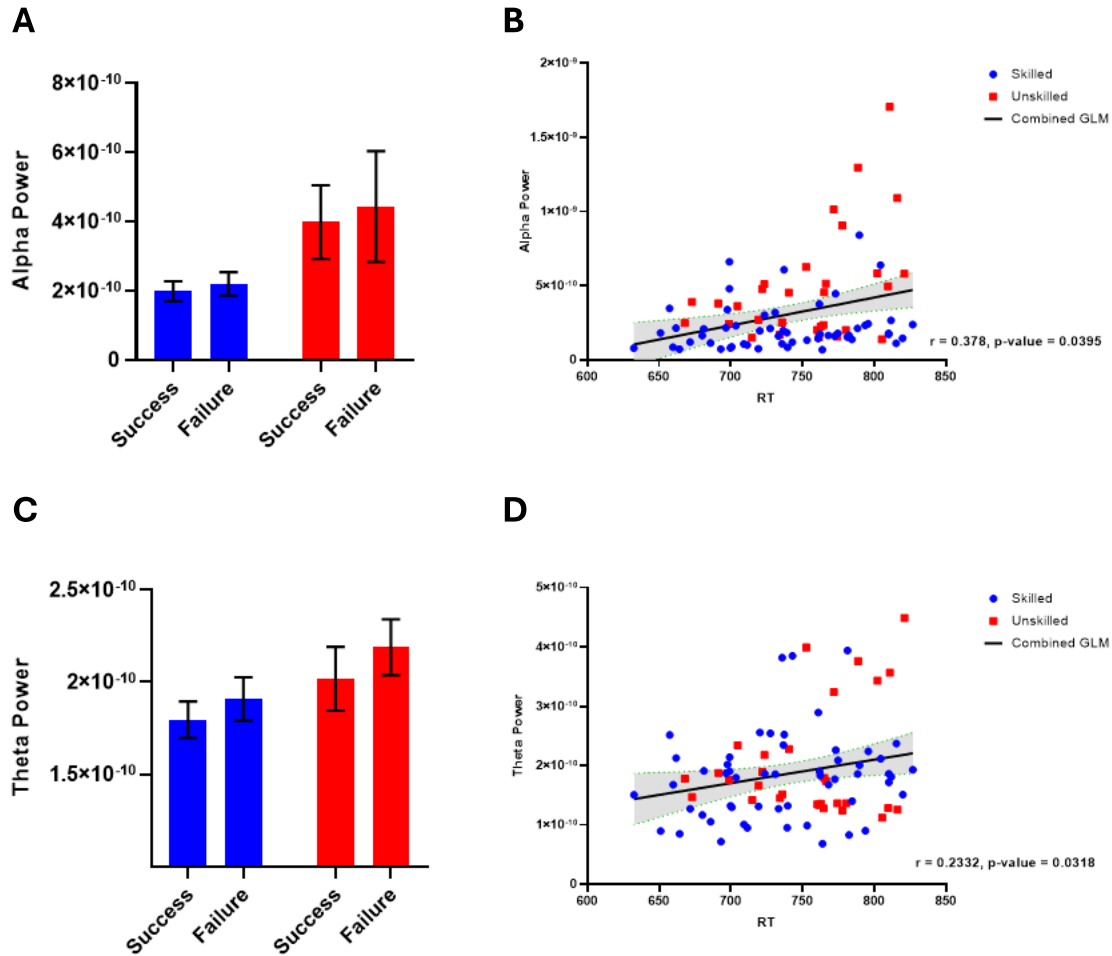 A
Alpha Power
8×10⁻¹⁰
6×10⁻¹⁰
4×10⁻¹⁰
2×10⁻¹⁰
0
Success
Failure
Success
Failure
B
Alpha Power
2×10⁻⁹
1.5×10⁻⁹
1×10⁻⁹
5×10⁻¹⁰
0
600 650 700 750 800 850
RT
Skilled
Unskilled
Combined GLM
r = 0.378, p-value = 0.0395
C
Theta Power
2.5×10⁻¹⁰
2×10⁻¹⁰
1.5×10⁻¹⁰
Success
Failure
Success
Failure
D
Theta Power
5×10⁻¹⁰
4×10⁻¹⁰
3×10⁻¹⁰
2×10⁻¹⁰
1×10⁻¹⁰
0
600 650 700 750 800 850
RT
Skilled
Unskilled
Combined GLM
r = 0.2332, p-value = 0.0318